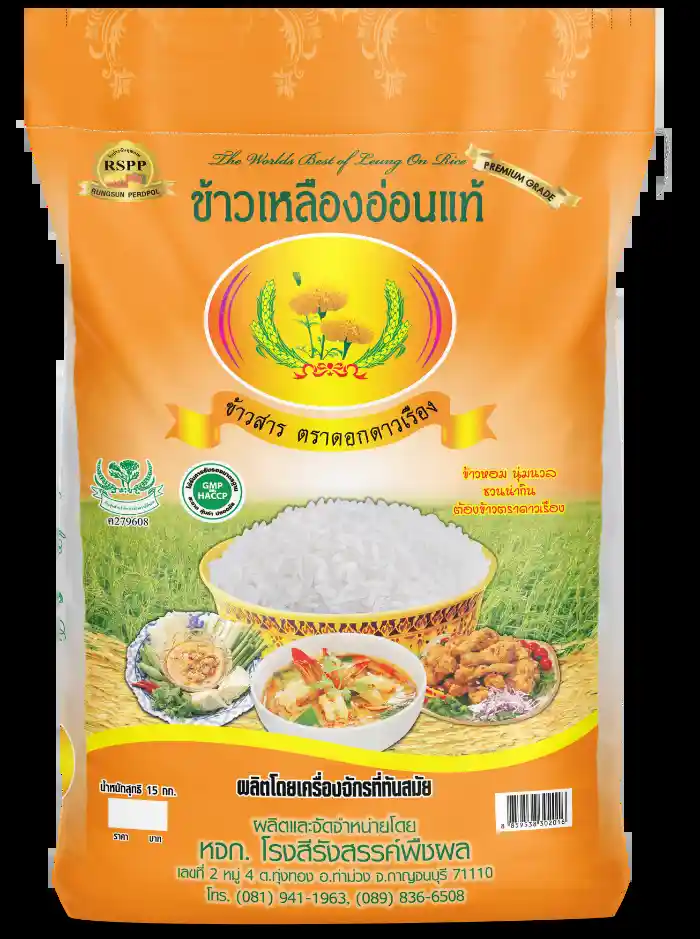 RSPP
RUNGSUN PERDPOL
The Worlds Best of Leung On Rice
PREMIUM GRADE
ข้าวเหลืองอ่อนแท้
ข้าวสาร ตราดอกดาวเรือง
GMP
HACCP
ค279608
ข้าวหอม นุ่มนวล
ชวนน่ากิน
ต้องข้าวตราดาวเรือง
น้ำหนักสุทธิ 15 กก.
ราคา บาท
ผลิตโดยเครื่องจักรที่ทันสมัย
ผลิตและจัดจำหน่ายโดย
หจก. โรงสีรังสรรค์พืชผล
เลขที่ 2 หมู่ 4 ต.ทุ่งทอง อ.ท่าม่วง จ.กาญจนบุรี 71110
โทร. (081) 941-1963, (089) 836-6508